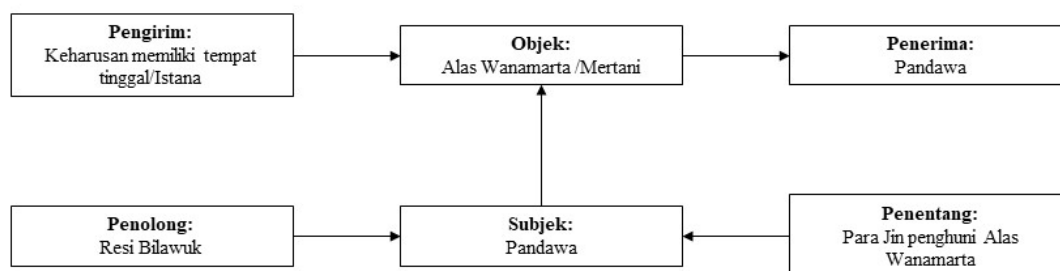 Pengirim:
Keharusan memiliki tempat
tinggal/Istana
Objek:
Alas Wanamarta /Mertani
Penerima:
Pandawa
Penolong:
Resi Bilawuk
Subjek:
Pandawa
Penentang:
Para Jin penghuni Alas
Wanamarta